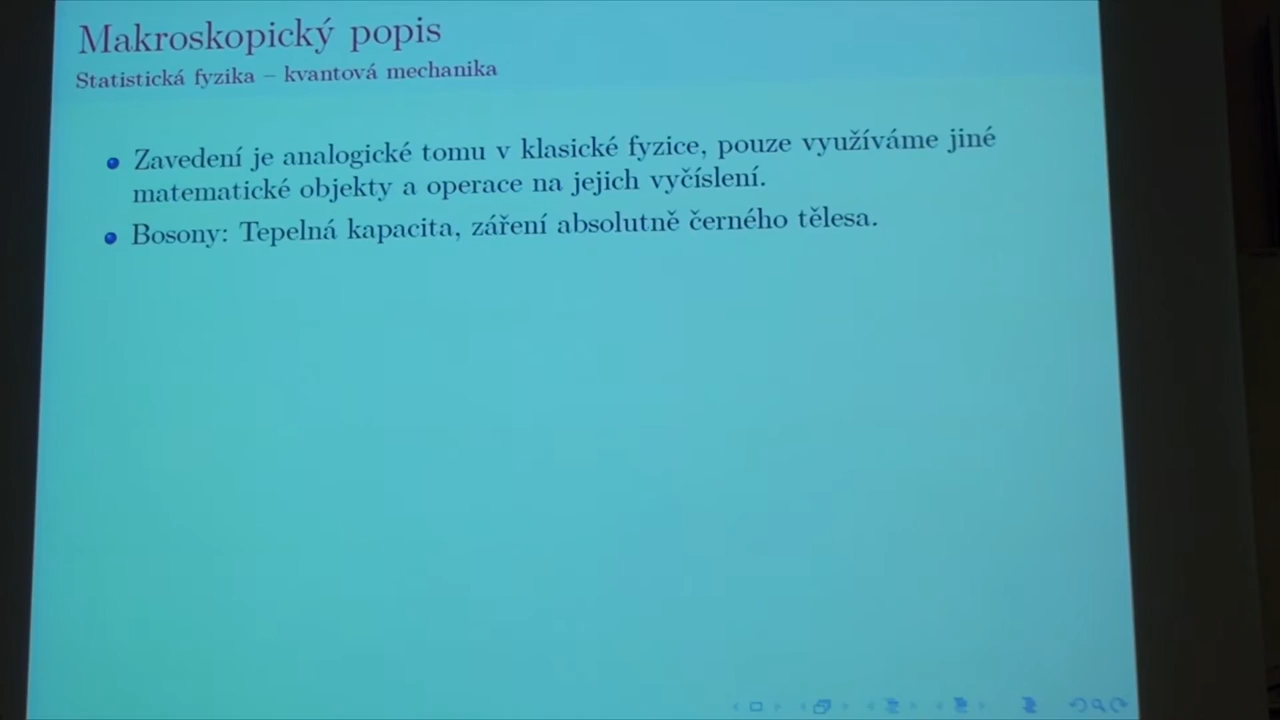 Makroskopický popis
Statistická fyzika – kvantová mechanika
Zavedení je analogické tomu v klasické fyzice, pouze využíváme jiné
matematické objekty a operace na jejich vyčíslení.
Bosony: Tepelná kapacita, záření absolutně černého tělesa.